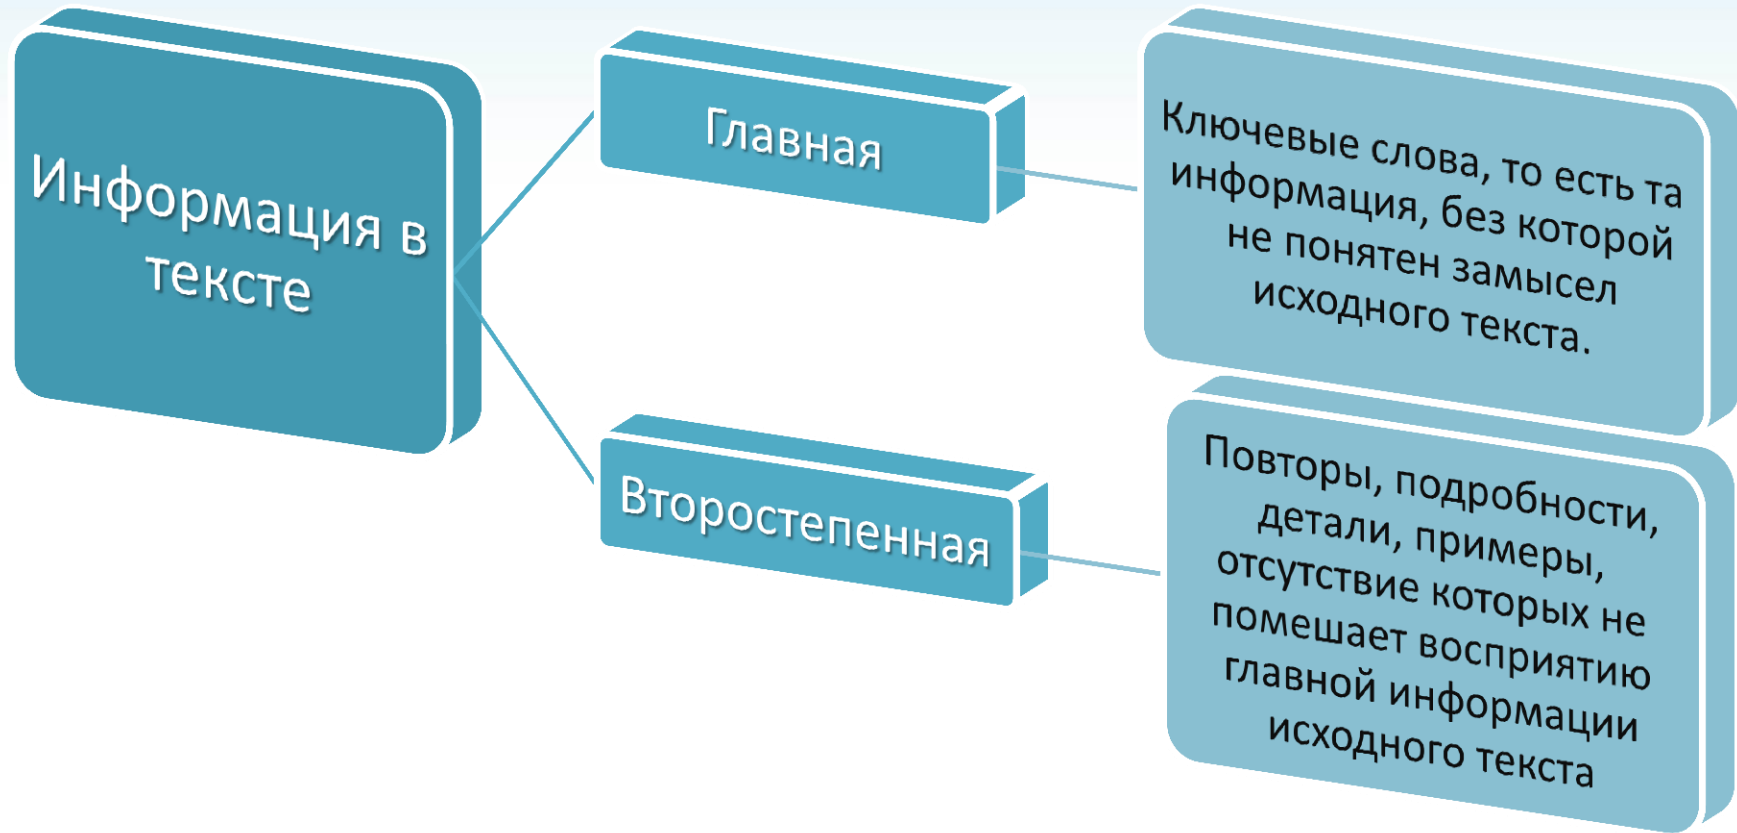 Информация в
тексте
Главная
Ключевые слова, то есть та
информация, без которой
не понятен замысел
исходного текста.
Второстепенная
Повторы, подробности,
детали, примеры,
отсутствие которых не
помешает восприятию
главной информации
исходного текста